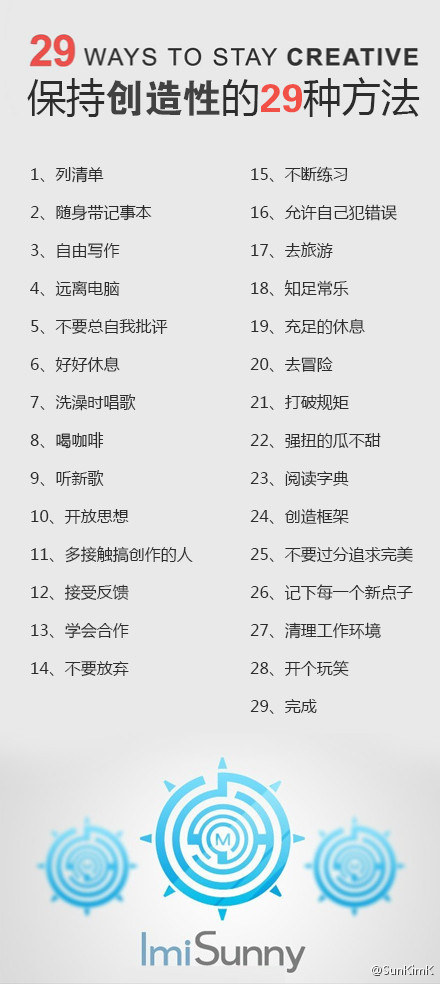 29 WAYS TO STAY CREATIVE
保持创造性的29种方法
1、列清单
2、随身带记事本
3、自由写作
4、远离电脑
5、不要总自我批评
6、好好休息
7、洗澡时唱歌
8、喝咖啡
9、听新歌
10、开放思想
11、多接触搞创作的人
12、接受反馈
13、学会合作
14、不要放弃
15、不断练习
16、允许自己犯错误
17、去旅游
18、知足常乐
19、充足的休息
20、去冒险
21、打破规矩
22、强扭的瓜不甜
23、阅读字典
24、创造框架
25、不要过分追求完美
26、记下每一个新点子
27、清理工作环境
28、开个玩笑
29、完成
M
ImiSunny
@SunKimK